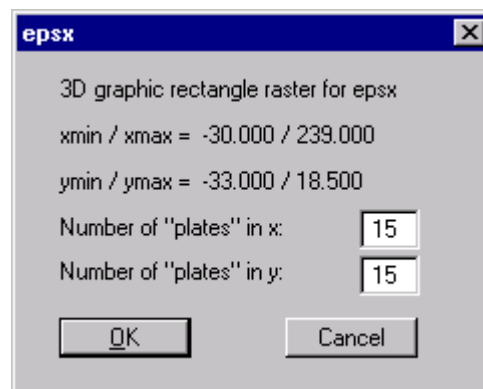 epsx
3D graphic rectangle raster for epsx
xmin / xmax = -30.000 / 239.000
ymin / ymax = -33.000 / 18.500
Number of "plates" in x: 15
Number of "plates" in y: 15
OK Cancel